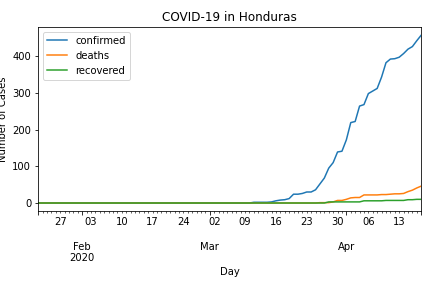 COVID-19 in Honduras
confirmed
deaths
recovered
400
300
200
100
0
Number of Cases
27 03 10 17 24 02 09 16 23 30 06 13
Feb Mar Apr
2020
Day